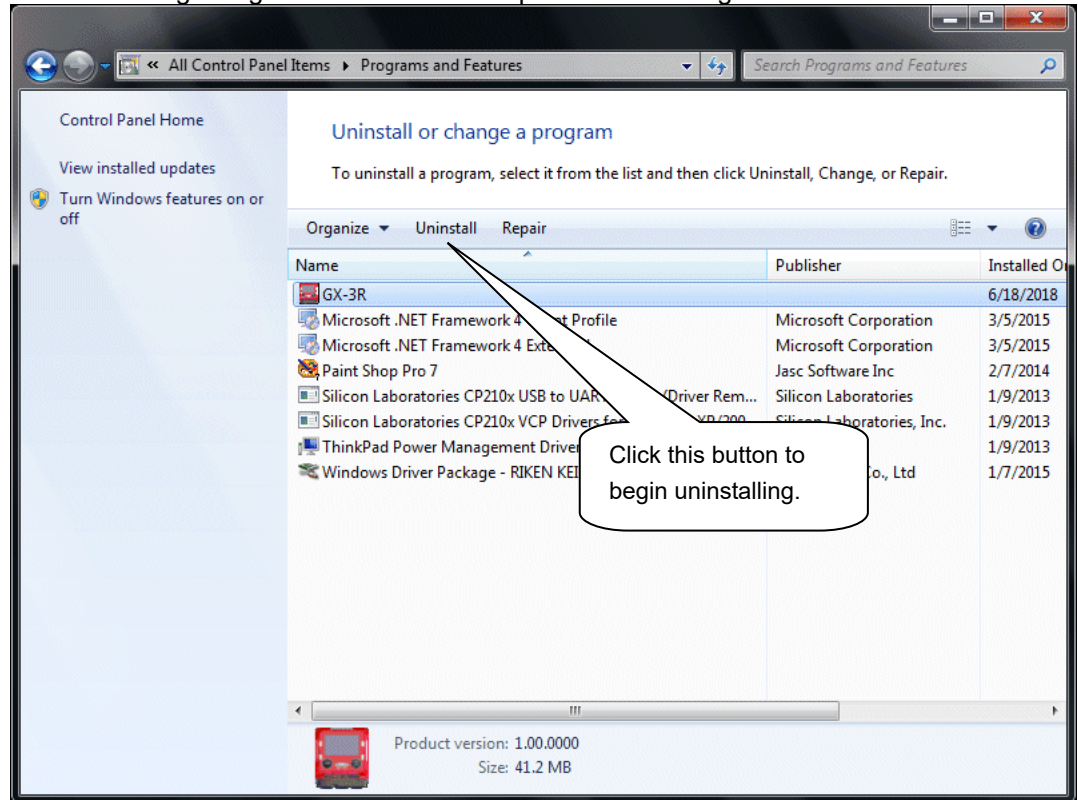 « All Control Panel Items ▸ Programs and Features
Search Programs and Features
Control Panel Home
View installed updates
Turn Windows features on or
off
Uninstall or change a program
To uninstall a program, select it from the list and then click Uninstall, Change, or Repair.
Organize Uninstall Repair
Name Publisher Installed
GX-3R 6/18/2018
Microsoft .NET Framework 4 Profile Microsoft Corporation 3/5/2015
Microsoft .NET Framework 4 Microsoft Corporation 3/5/2015
Paint Shop Pro 7 Jasc Software Inc 2/7/2014
Silicon Laboratories CP210x USB to (Driver Rem... Silicon Laboratories 1/9/2013
Silicon Laboratories CP210x VCP Drivers Laboratories, Inc. 1/9/2013
ThinkPad Power Management 1/9/2013
Windows Driver Package - RIKEN Ltd 1/7/2015
Click this button to
begin uninstalling.
Product version: 1.00.0000
Size: 41.2 MB